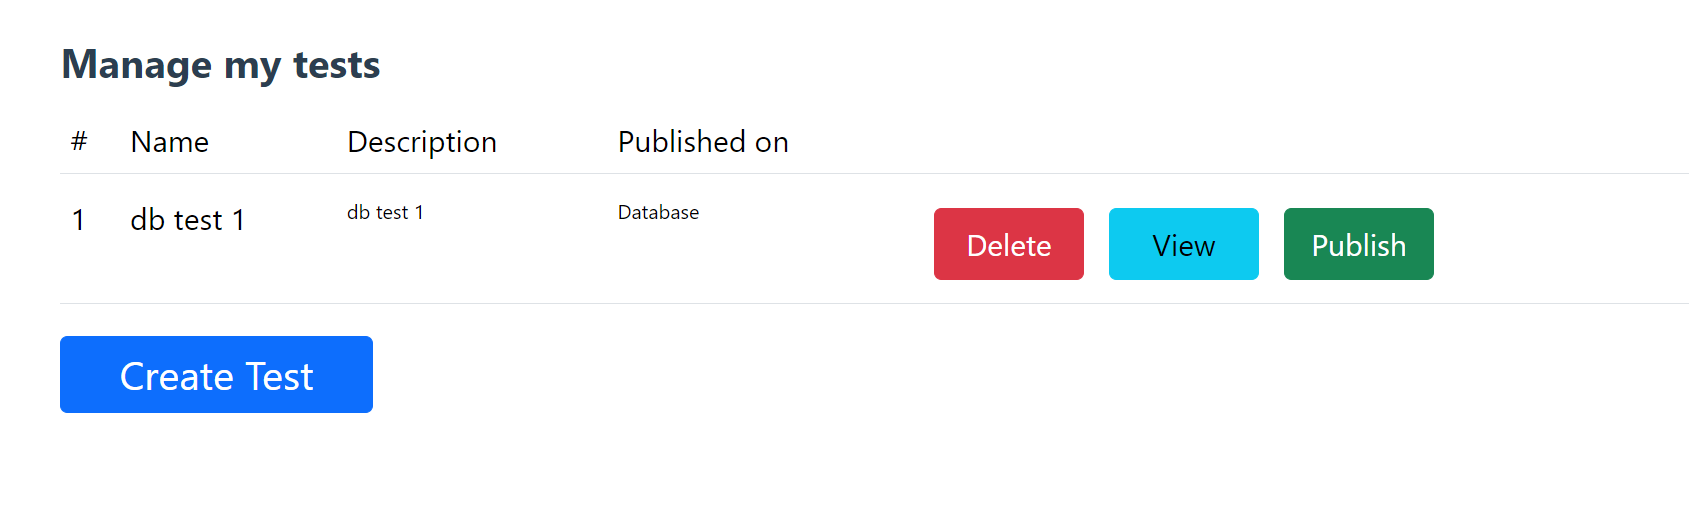 Manage my tests
# Name Description Published on
1 db test 1 db test 1 Database Delete View Publish
Create Test